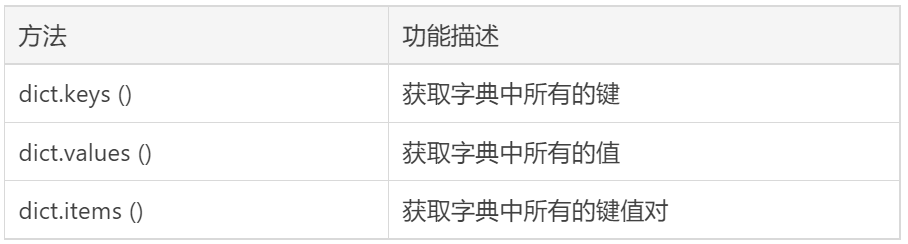 方法 功能描述
dict.keys () 获取字典中所有的键
dict.values () 获取字典中所有的值
dict.items () 获取字典中所有的键值对